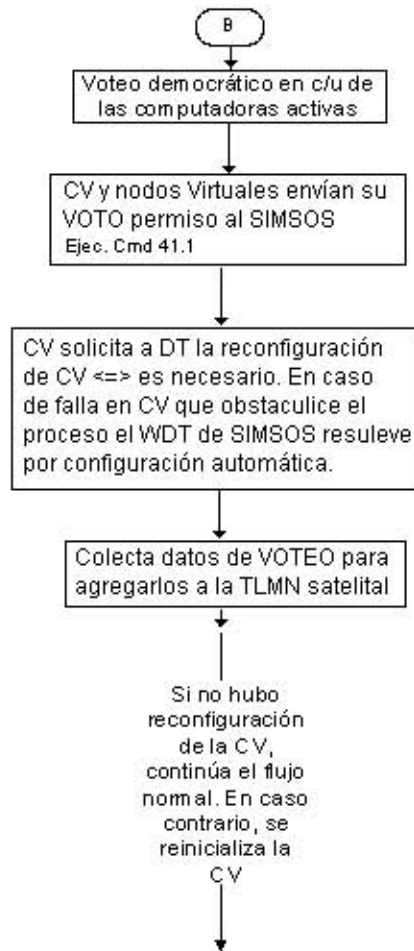 B
Voteo democrático en c/u de
las computadoras activas
CV y nodos Virtuales envían su
VOTO permiso al SIMSOS
Ejec. Cmd 41.1
CV solicita a DT la reconfiguración
de CV <=> es necesario. En caso
de falla en CV que obstaculice el
proceso el WDT de SIMSOS resuleve
por configuración automática.
Colecta datos de VOTEO para
agregarlos a la TLMN satelital
Si no hubo
reconfiguración
de la CV,
continúa el flujo
normal. En caso
contrario, se
reinicializa la
CV